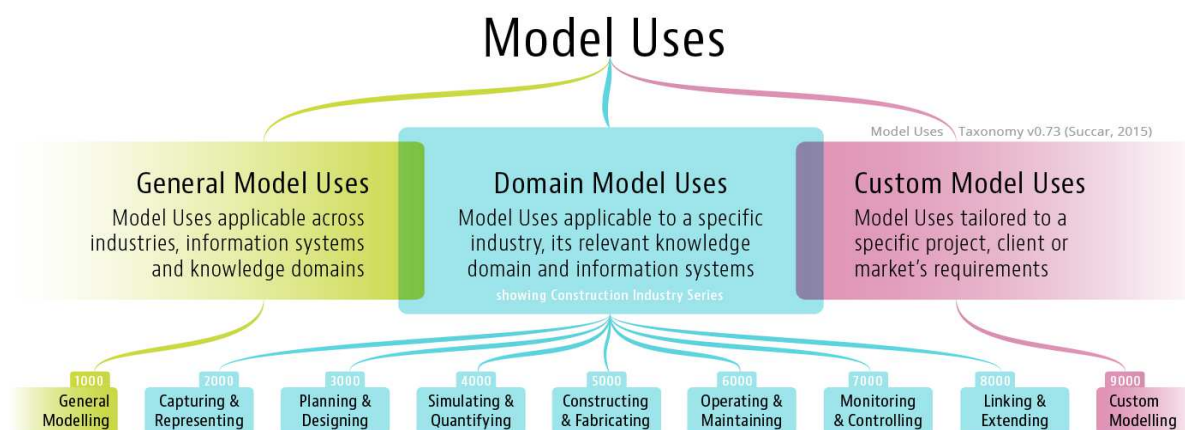 Model Uses
Model Uses Taxonomy v0.73 (Succar, 2015)
General Model Uses
Model Uses applicable across
industries, information systems
and knowledge domains
Domain Model Uses
Model Uses applicable to a specific
industry, its relevant knowledge
domain and information systems
showing Construction Industry Series
Custom Model Uses
Model Uses tailored to a
specific project, client or
market's requirements
1000
General
Modelling
2000
Capturing &
Representing
3000
Planning &
Designing
4000
Simulating &
Quantifying
5000
Constructing
& Fabricating
6000
Operating &
Maintaining
7000
Monitoring
& Controlling
8000
Linking &
Extending
9000
Custom
Modelling